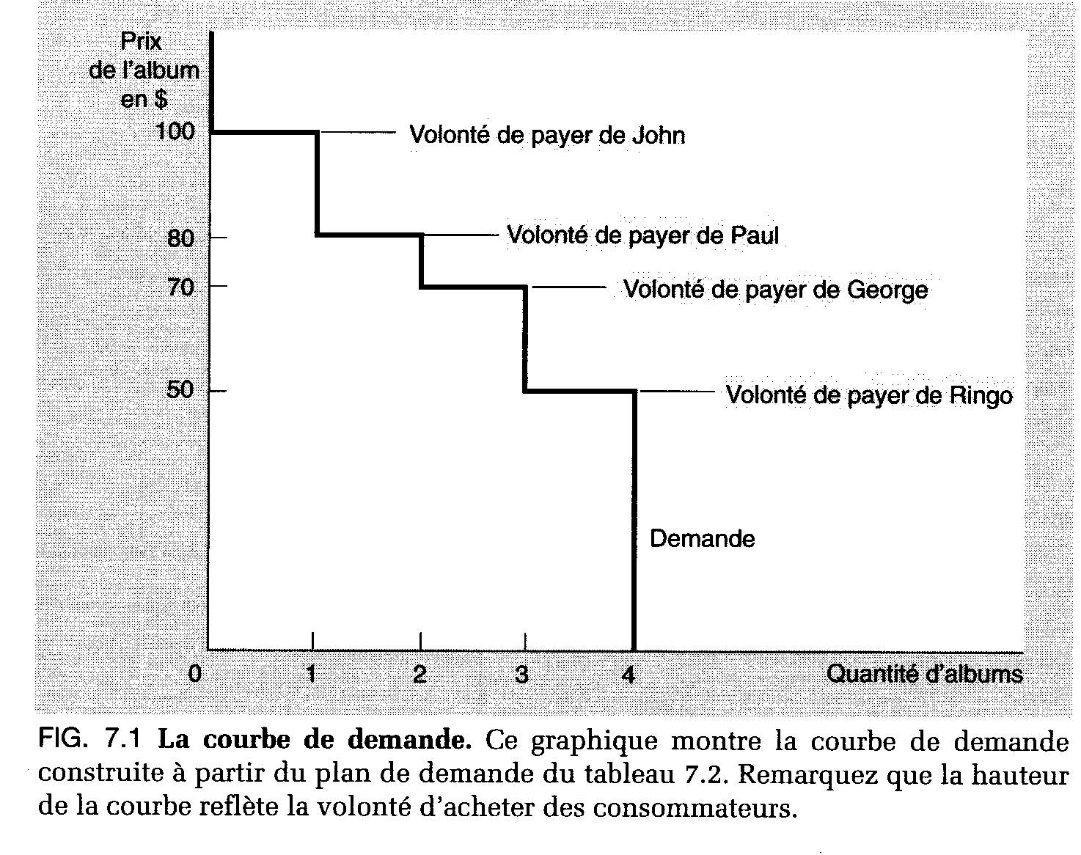 Prix
de l'album
en $
100
Volonté de payer de John
80
Volonté de payer de Paul
70
Volonté de payer de George
50
Volonté de payer de Ringo
Demande
0 1 2 3 4 Quantité d'albums
FIG. 7.1 La courbe de demande. Ce graphique montre la courbe de demande
construite à partir du plan de demande du tableau 7.2. Remarquez que la hauteur
de la courbe reflète la volonté d'acheter des consommateurs.